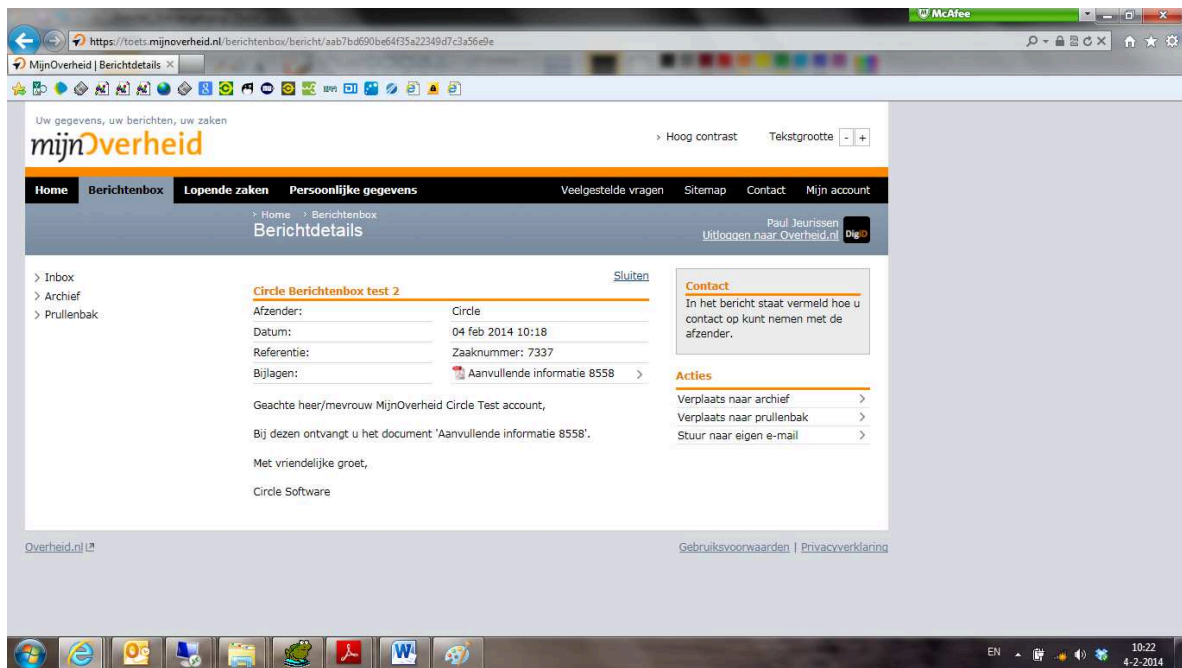 McAfee
https://toets.mijnoverheid.nl/berichtenbox/bericht/aab7bd690be64f35a22349d7c3a56e9e
MijnOverheid | Berichtdetails
Uw gegevens, uw berichten, uw zaken
mijnOverheid
Hoog contrast Tekstgrootte - +
Home Berichtenbox Lopende zaken Persoonlijke gegevens Veelgestelde vragen Sitemap Contact Mijn account
> Home > Berichtenbox
Berichtdetails
Paul Jeurissen
Uitloggen naar Overheid.nl DigiD
> Inbox
> Archief
> Prullenbak
Sluiten
Circle Berichtenbox test 2
Afzender: Circle
Datum: 04 feb 2014 10:18
Referentie: Zaaknummer: 7337
Bijlagen: Aanvullende informatie 8558 >
Geachte heer/mevrouw MijnOverheid Circle Test account,
Bij dezen ontvangt u het document 'Aanvullende informatie 8558'.
Met vriendelijke groet,
Circle Software
Contact
In het bericht staat vermeld hoe u
contact op kunt nemen met de
afzender.
Acties
Verplaats naar archief >
Verplaats naar prullenbak >
Stuur naar eigen e-mail >
Overheid.nl
Gebruiksvoorwaarden | Privacyverklaring
EN
10:22
4-2-2014